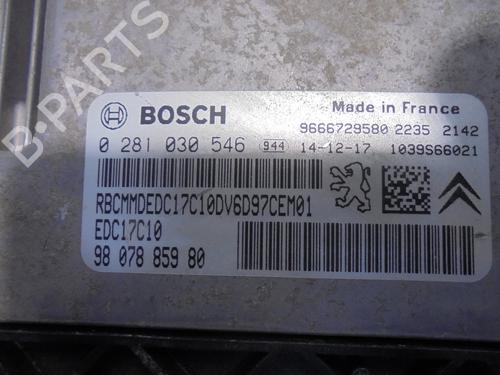 BOSCH
Made in France
9666729580 2235 2142
0 281 030 546 944 14-12-17 1039S66021
RBCMMDEDC17C10DV6D97CEM01
EDC17C10
98 078 859 80